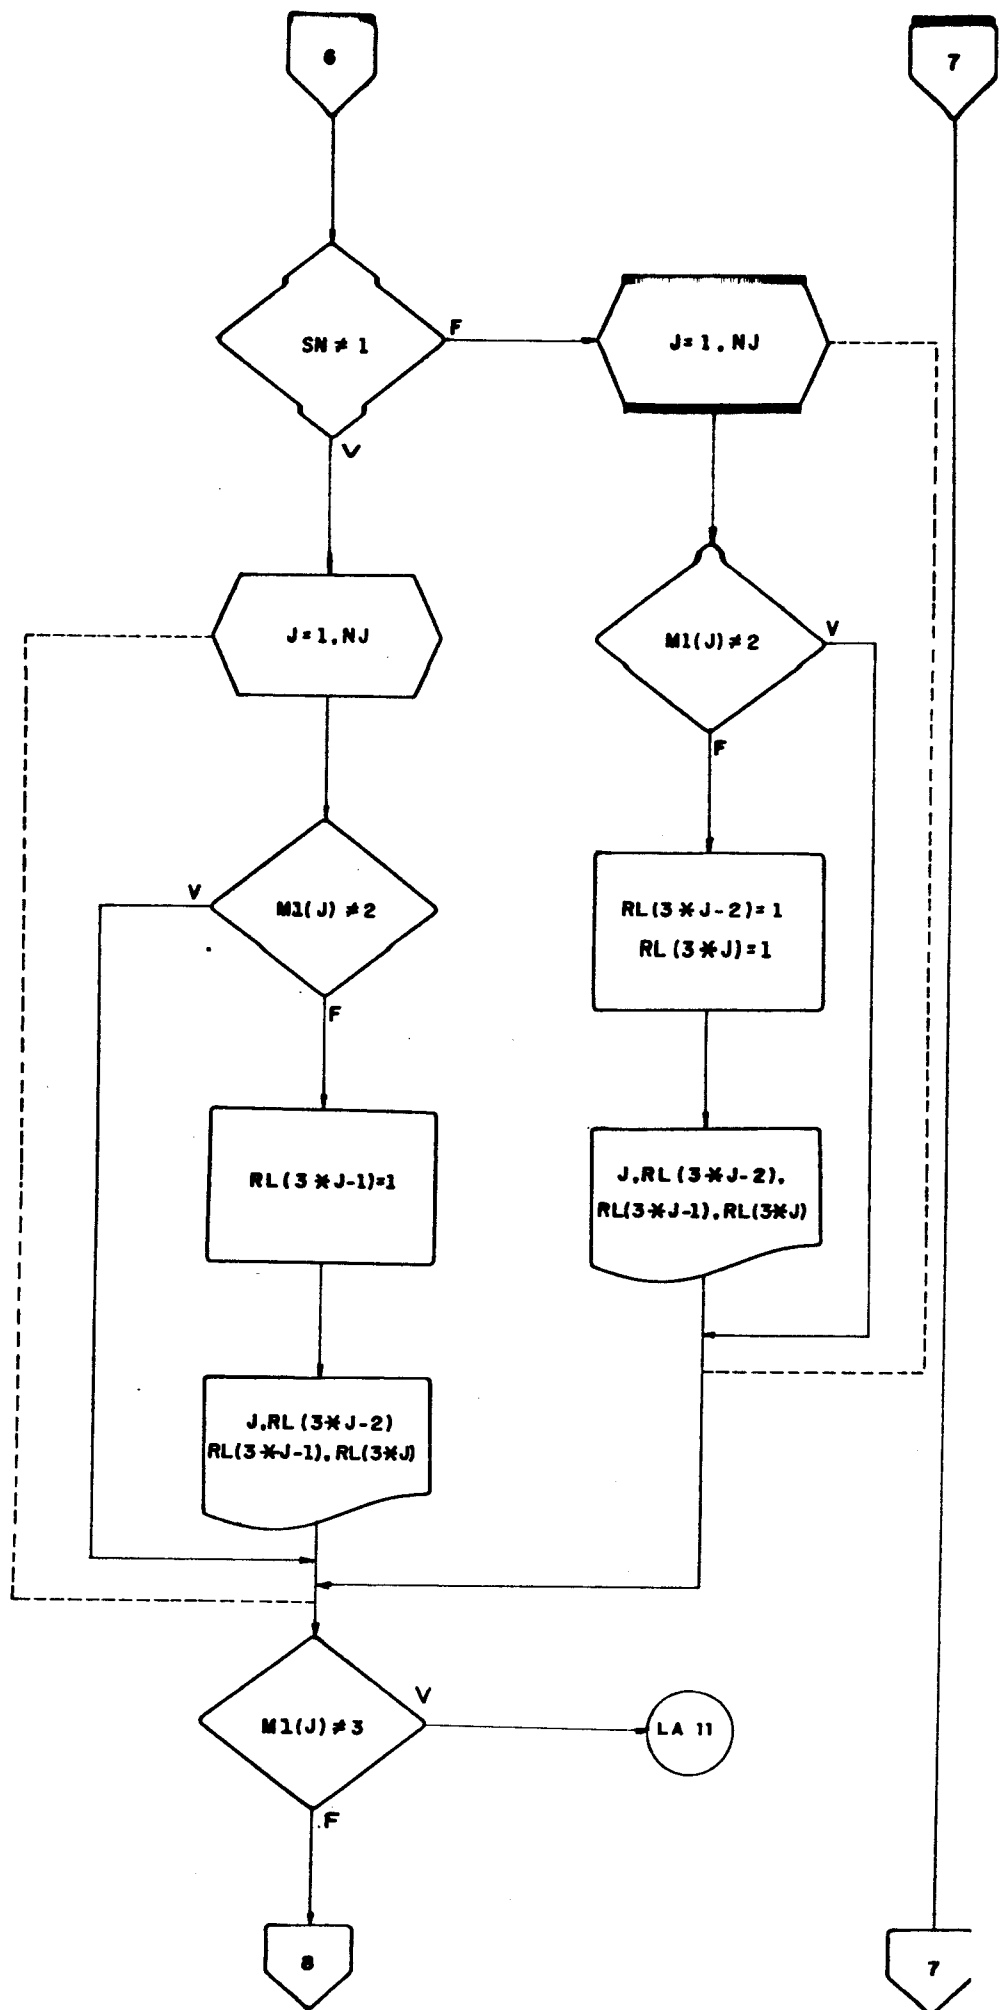 6
7
SN ≠ 1
F
V
J=1,NJ
J=1,NJ
M1(J)≠2
V
F
M1(J) ≠2
V
F
RL(3*J-2)=1
RL(3*J)=1
RL(3*J-1)=1
J,RL(3*J-2),
RL(3*J-1),RL(3*J)
J,RL(3*J-2)
RL(3*J-1),RL(3*J)
M1(J)≠3
V
F
LA 11
8
7